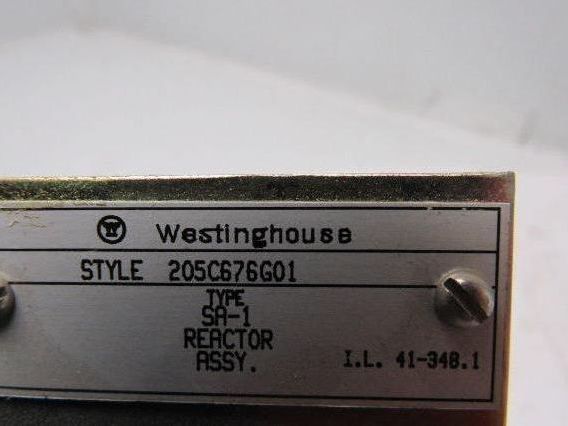 Westinghouse
STYLE 205C676G01
TYPE
SA-1
REACTOR
ASSY.
I.L. 41-348.1